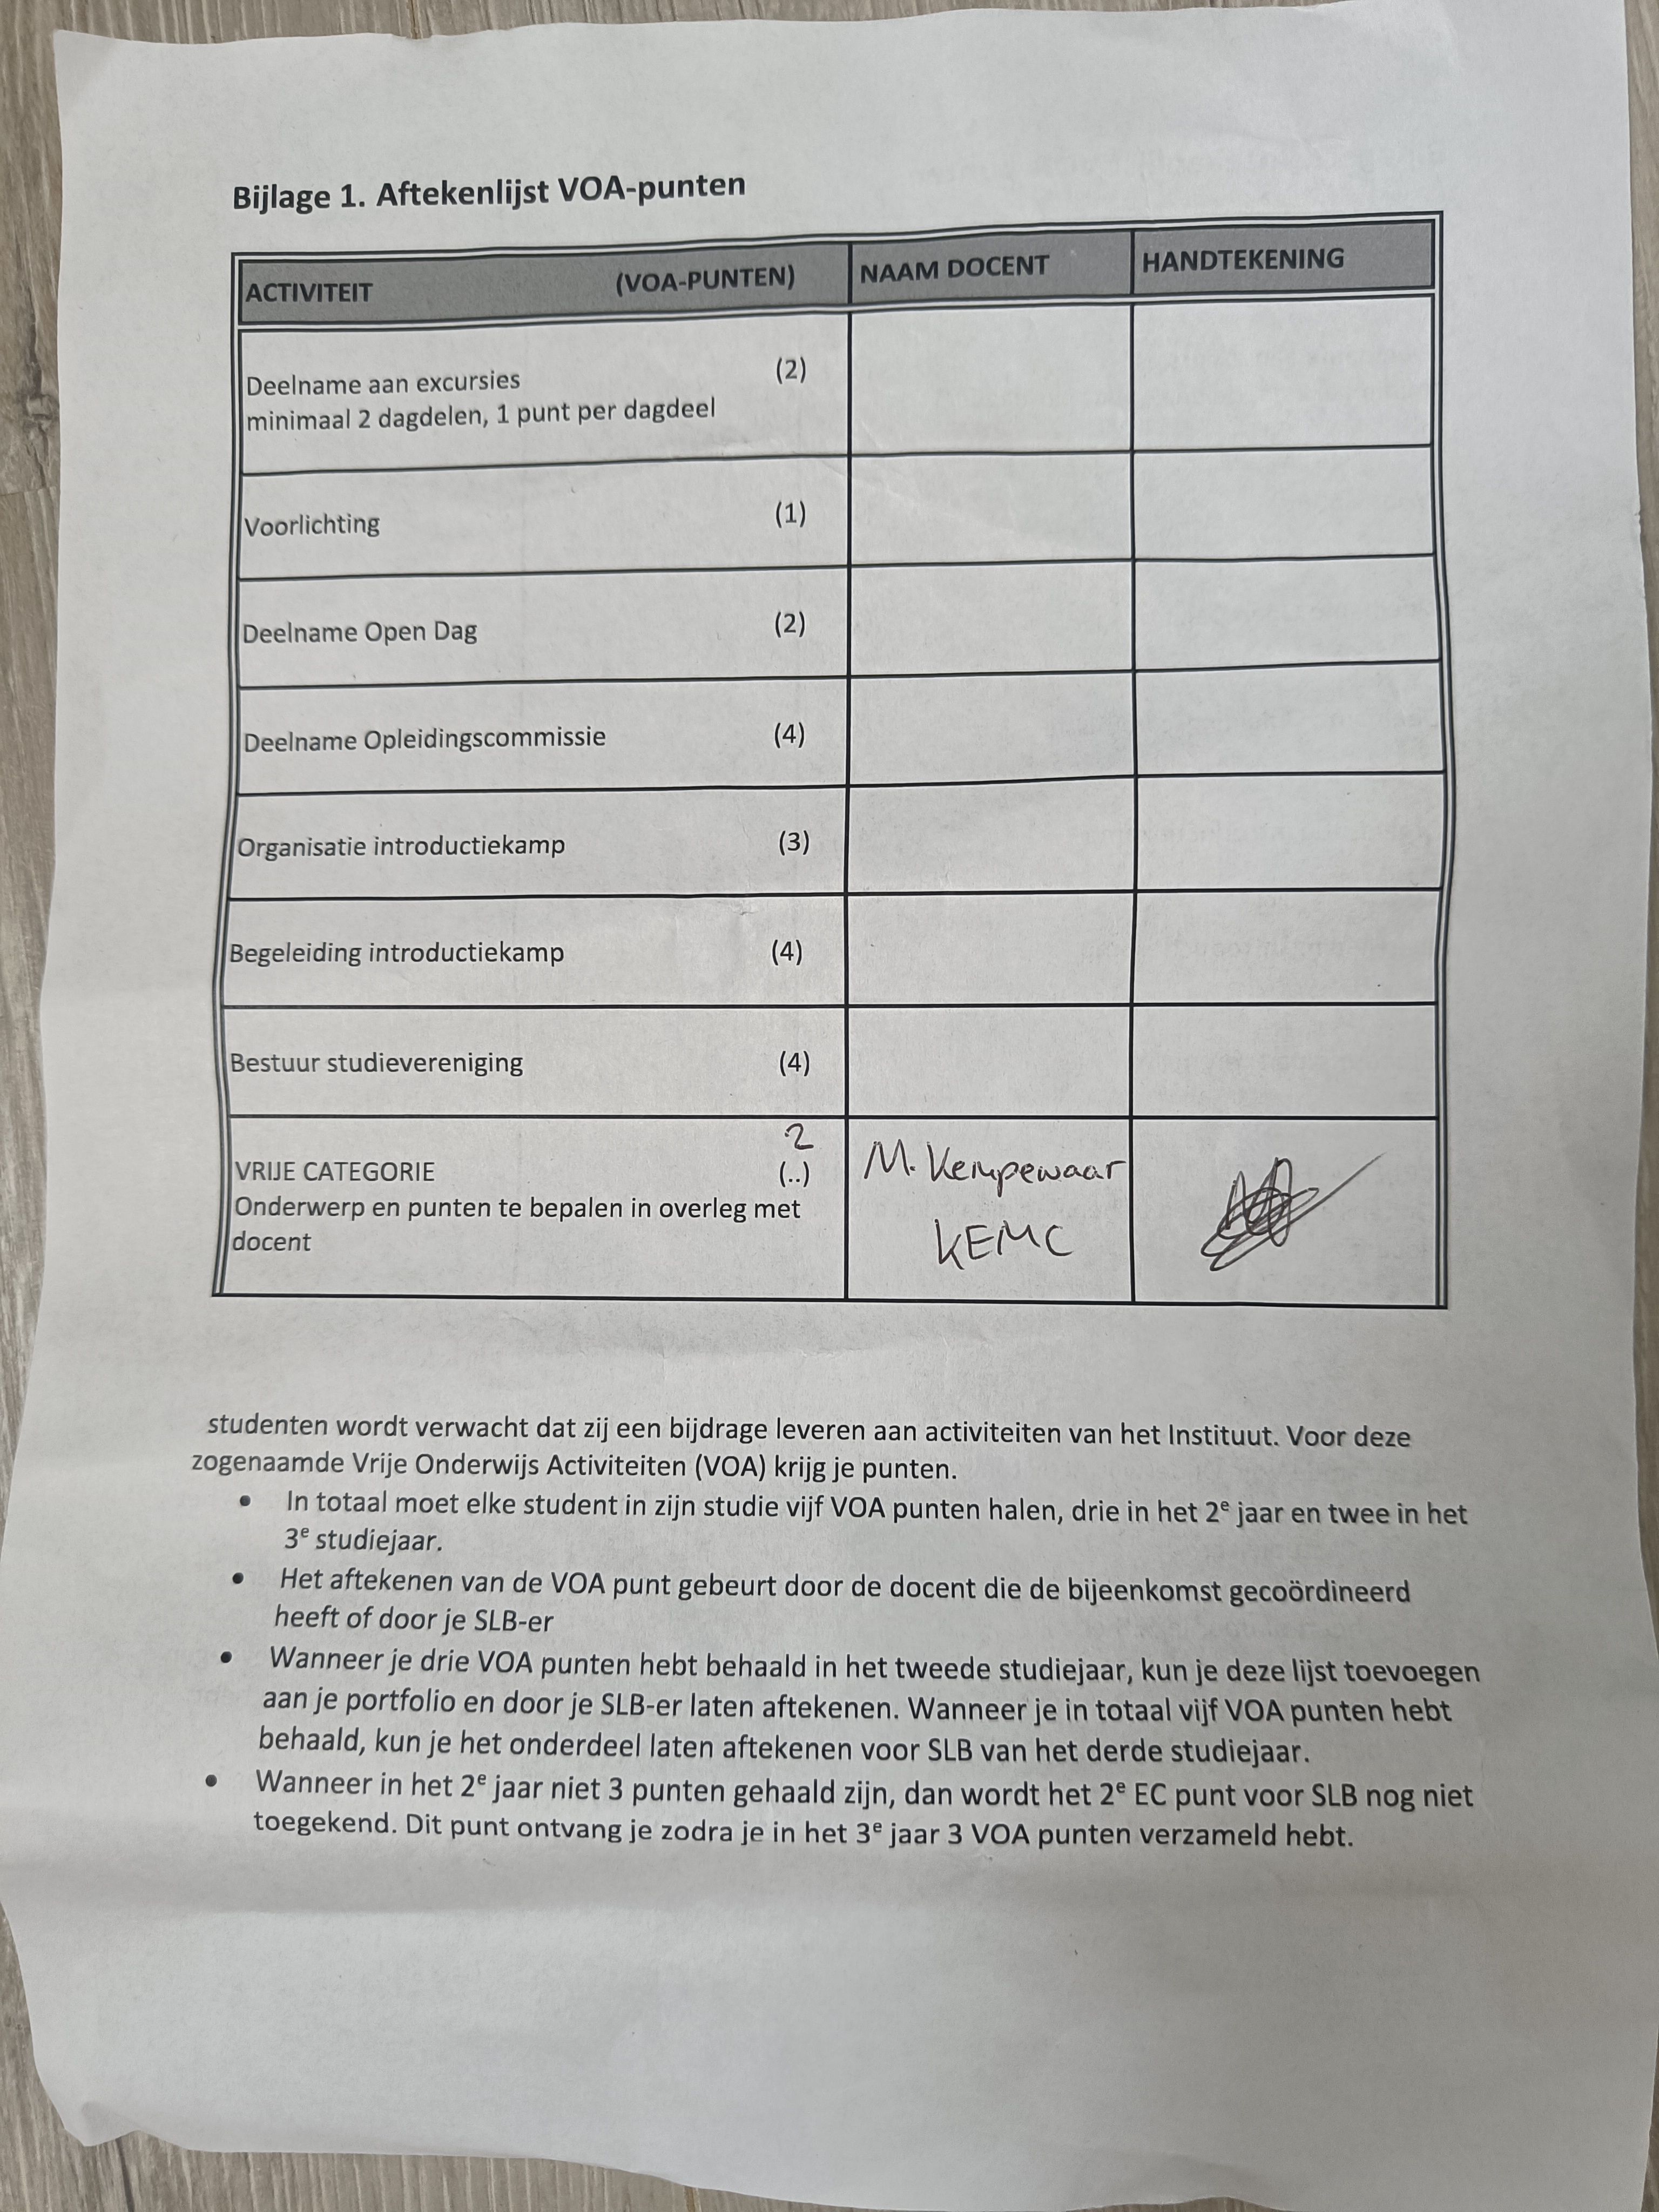 Bijlage 1. Aftekenlijst VOA-punten
ACTIVITEIT (VOA-PUNTEN) NAAM DOCENT HANDTEKENING
Deelname aan excursies (2)
minimaal 2 dagdelen, 1 punt per dagdeel
Voorlichting (1)
Deelname Open Dag (2)
Deelname Opleidingscommissie (4)
Organisatie introductiekamp (3)
Begeleiding introductiekamp (4)
Bestuur studievereniging (4)
2
VRIJE CATEGORIE (..) M. Kempewaar
Onderwerp en punten te bepalen in overleg met
docent KEMC
studenten wordt verwacht dat zij een bijdrage leveren aan activiteiten van het Instituut. Voor deze
zogenaamde Vrije Onderwijs Activiteiten (VOA) krijg je punten.
• In totaal moet elke student in zijn studie vijf VOA punten halen, drie in het 2e jaar en twee in het
3e studiejaar.
• Het aftekenen van de VOA punt gebeurt door de docent die de bijeenkomst gecoördineerd
heeft of door je SLB-er
• Wanneer je drie VOA punten hebt behaald in het tweede studiejaar, kun je deze lijst toevoegen
aan je portfolio en door je SLB-er laten aftekenen. Wanneer je in totaal vijf VOA punten hebt
behaald, kun je het onderdeel laten aftekenen voor SLB van het derde studiejaar.
• Wanneer in het 2e jaar niet 3 punten gehaald zijn, dan wordt het 2e EC punt voor SLB nog niet
toegekend. Dit punt ontvang je zodra je in het 3e jaar 3 VOA punten verzameld hebt.